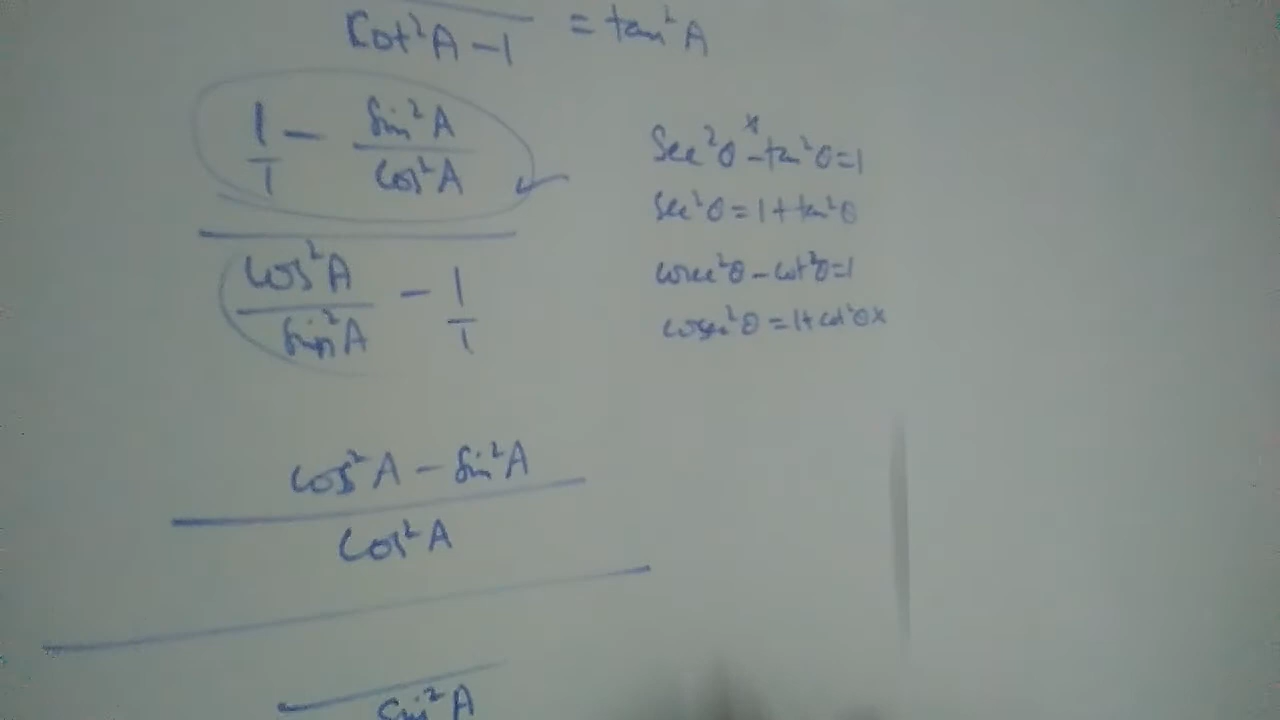 Cot²A - 1 = tan²A
1/1 - Sin²A/Cos²A
Cos²A/Sin²A - 1/1
Cos²A - Sin²A
Cos²A
Sin²A
Sec²θ - tan²θ = 1
Sec²θ = 1 + tan²θ
cosec²θ - cot²θ = 1
cosec²θ = 1 + cot²θ x